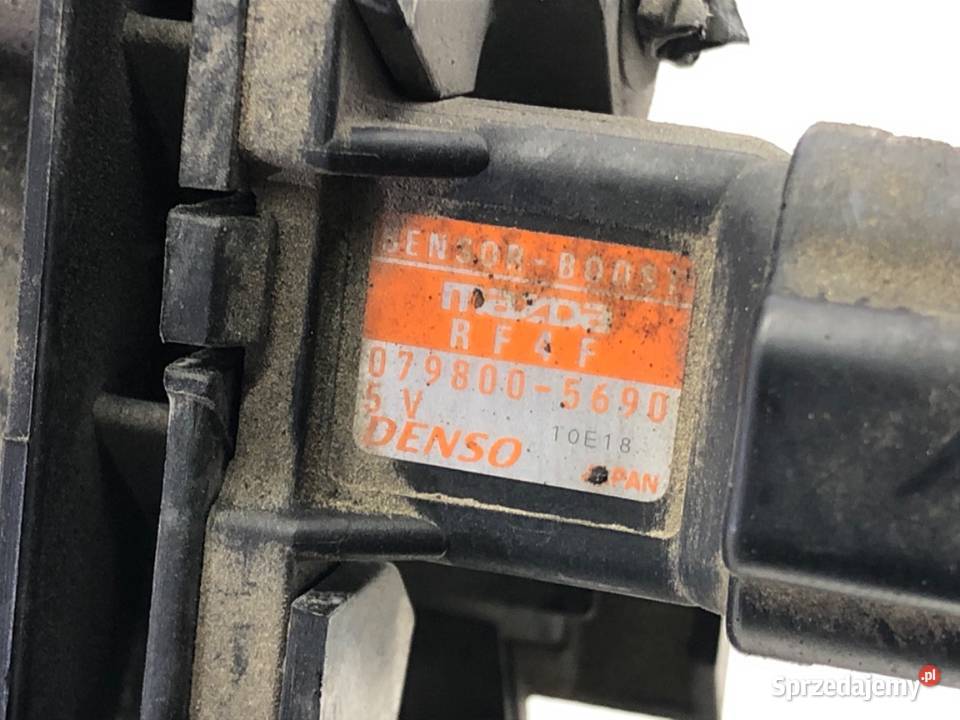 SENSOR-BOOST
mazda
RF4F
079800-5690
5V
10E18
DENSO
JAPAN
Sprzedajemy.pl